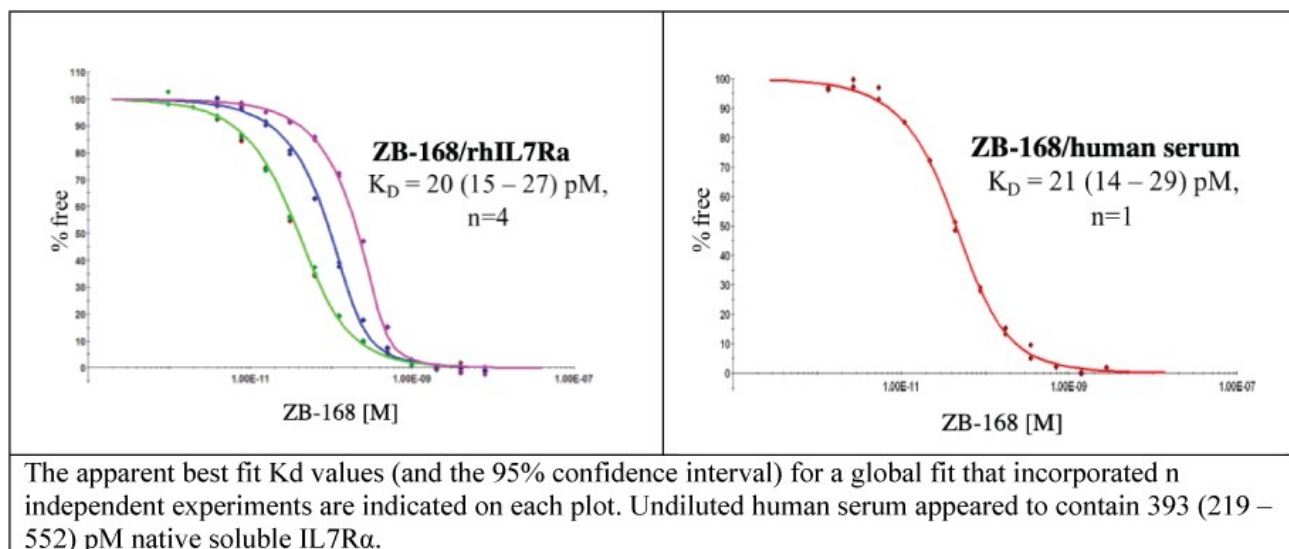 110
100
90
80
70
60
50
40
30
20
10
0
% free
ZB-168/rhIL7Ra
K_D = 20 (15 – 27) pM,
n=4
1.00E-11
1.00E-09
1.00E-07
ZB-168 [M]
100
90
80
70
60
50
40
30
20
10
0
% free
ZB-168/human serum
K_D = 21 (14 – 29) pM,
n=1
1.00E-11
1.00E-09
1.00E-07
ZB-168 [M]
The apparent best fit Kd values (and the 95% confidence interval) for a global fit that incorporated n
independent experiments are indicated on each plot. Undiluted human serum appeared to contain 393 (219 –
552) pM native soluble IL7Rα.